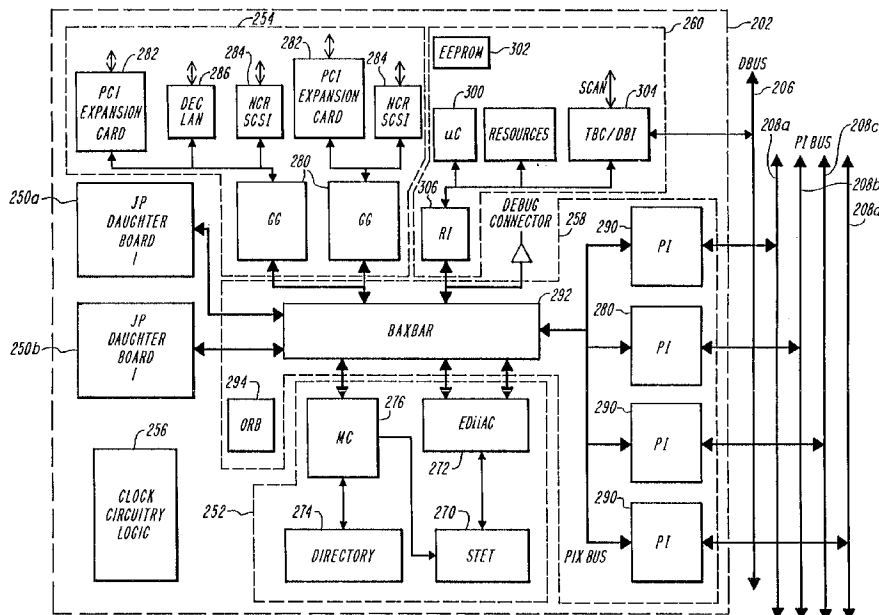 254
260
202
282
284
282
284
286
EEPROM
302
PCI
EXPANSION
CARD
DEC
LAN
NCR
SCSI
PCI
EXPANSION
CARD
NCR
SCSI
300
SCAN
304
DBUS
206
uC
RESOURCES
TBC/DBI
208a
PI BUS
208c
208b
208d
250a
JP
DAUGHTER
BOARD
1
280
GG
GG
306
RI
DEBUG
CONNECTOR
258
290
PI
292
BAXBAR
280
PI
250b
JP
DAUGHTER
BOARD
1
294
ORB
276
MC
EDiiAC
272
290
PI
256
CLOCK
CIRCUITRY
LOGIC
252
274
DIRECTORY
270
STET
PIX BUS
290
PI